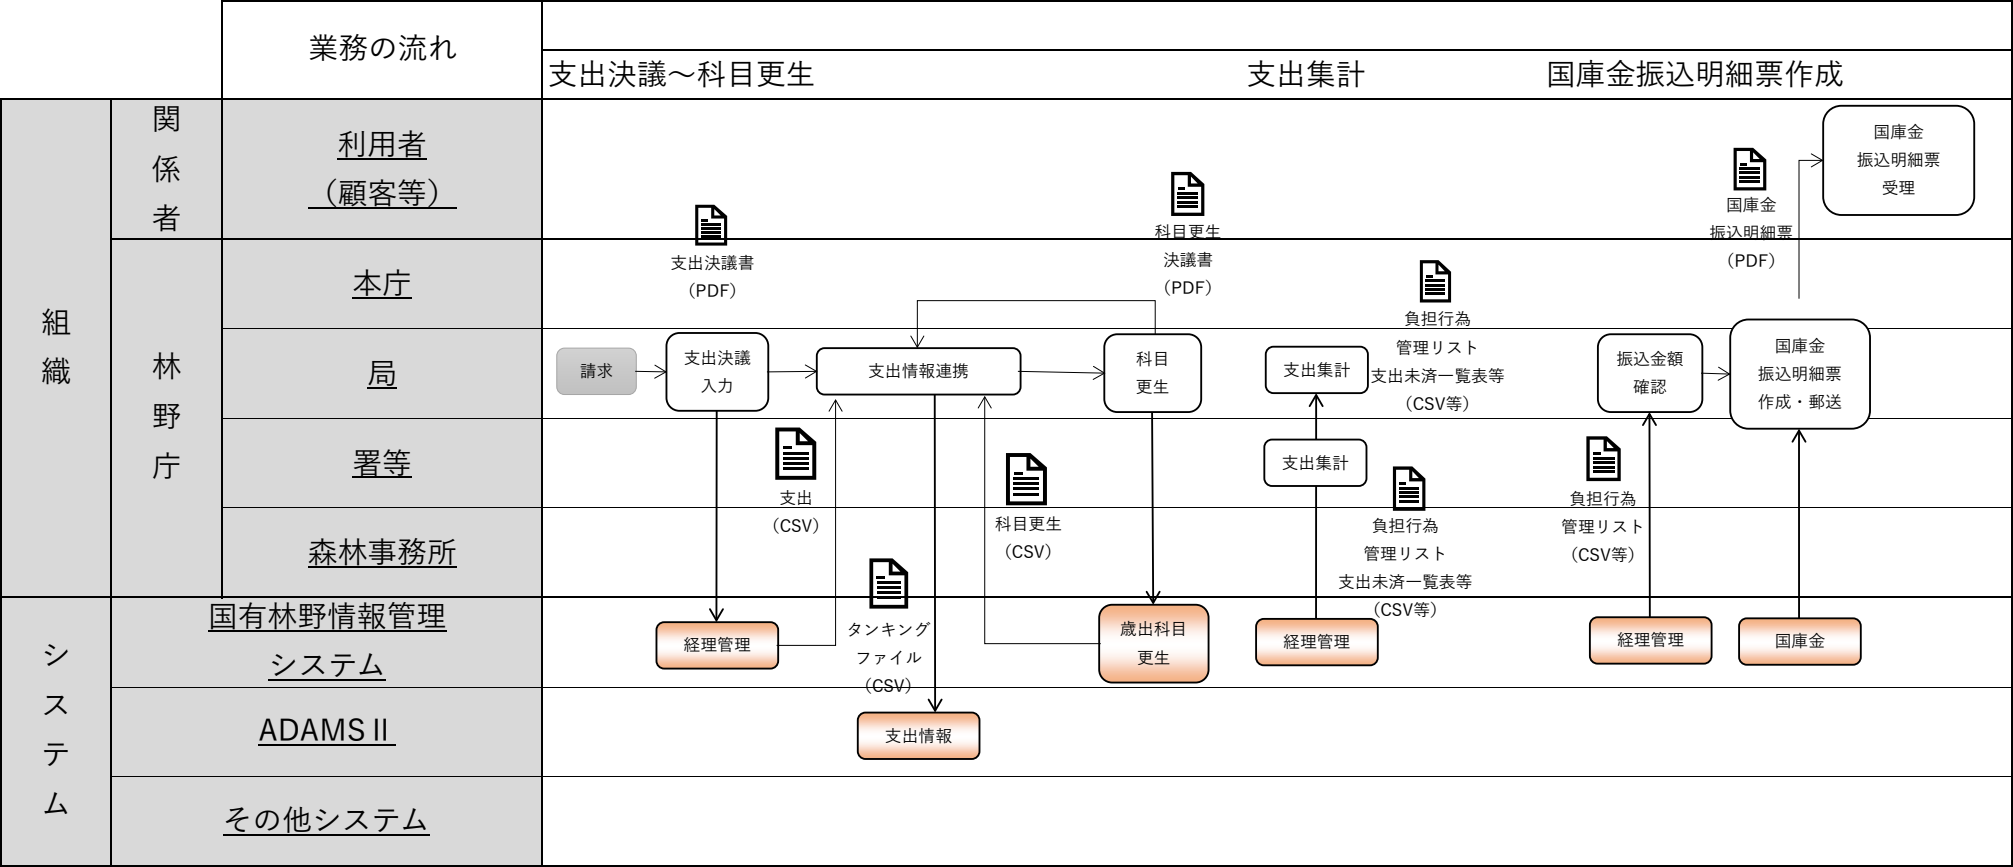 業務の流れ
支出決議～科目更生
支出集計
国庫金振込明細票作成
組
織
関
係
者
利用者
（顧客等）
林
野
庁
本庁
局
署等
森林事務所
シ
ス
テ
ム
国有林野情報管理
システム
ADAMSⅡ
その他システム
支出決議書
（PDF）
請求
支出決議
入力
支出情報連携
科目更生
決議書
（PDF）
科目
更生
支出
（CSV）
科目更生
（CSV）
タンキング
ファイル
（CSV）
経理管理
支出情報
歳出科目
更生
支出集計
負担行為
管理リスト
支出未済一覧表等
（CSV等）
支出集計
負担行為
管理リスト
支出未済一覧表等
（CSV等）
経理管理
国庫金
振込明細票
（PDF）
国庫金
振込明細票
受理
振込金額
確認
国庫金
振込明細票
作成・郵送
負担行為
管理リスト
（CSV等）
経理管理
国庫金